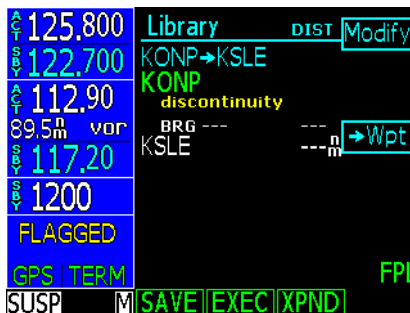 ACT 125.800
SBY 122.700
ACT 112.90
89.5nm vor
SBY 117.20
SBY 1200
FLAGGED
GPS TERM
SUSP M
Library DIST Modify
KONP→KSLE
KONP
discontinuity
BRG --- ---
KSLE ---nm →Wpt
FPL
SAVE EXEC XPND